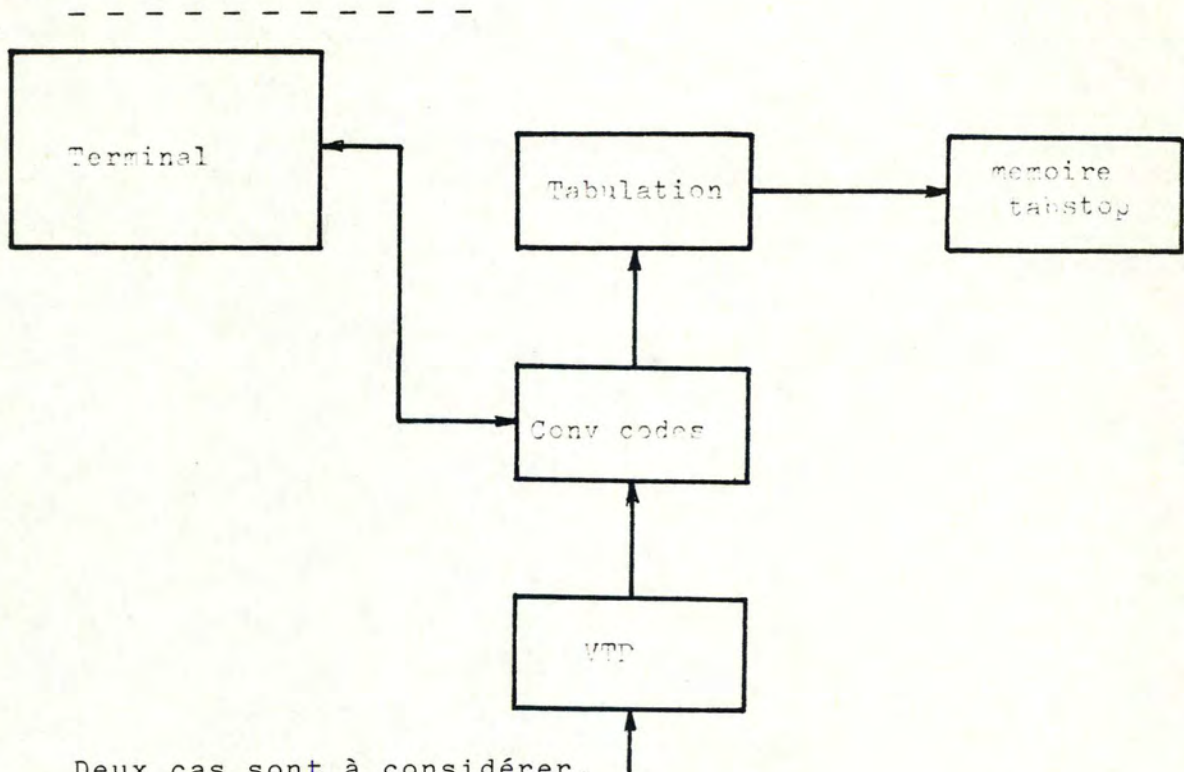 Terminal
Tabulation
memoire
tabstop
Conv codes
VTP
Deux cas sont à considérer.